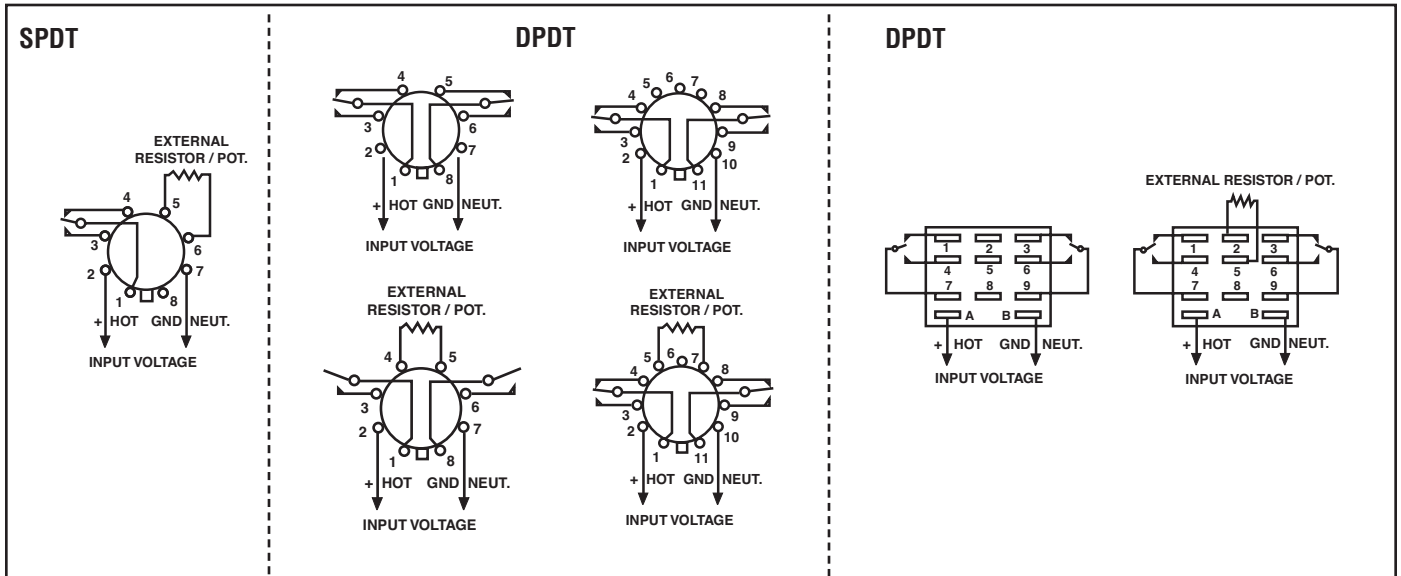 SPDT
EXTERNAL
RESISTOR / POT.
4
5
3
6
2
7
1
8
+ HOT GND NEUT.
INPUT VOLTAGE
DPDT
4
5
3
6
2
7
1
8
+ HOT GND NEUT.
INPUT VOLTAGE
6
5
7
4
8
3
9
2
10
1
11
+ HOT GND NEUT.
INPUT VOLTAGE
EXTERNAL
RESISTOR / POT.
4
5
3
6
2
7
1
8
+ HOT GND NEUT.
INPUT VOLTAGE
EXTERNAL
RESISTOR / POT.
5 6 7
4
8
3
9
2
10
1
11
+ HOT GND NEUT.
INPUT VOLTAGE
DPDT
1 2 3
4 5 6
7 8 9
A B
+ HOT GND NEUT.
INPUT VOLTAGE
EXTERNAL RESISTOR / POT.
1 2 3
4 5 6
7 8 9
A B
+ HOT GND NEUT.
INPUT VOLTAGE